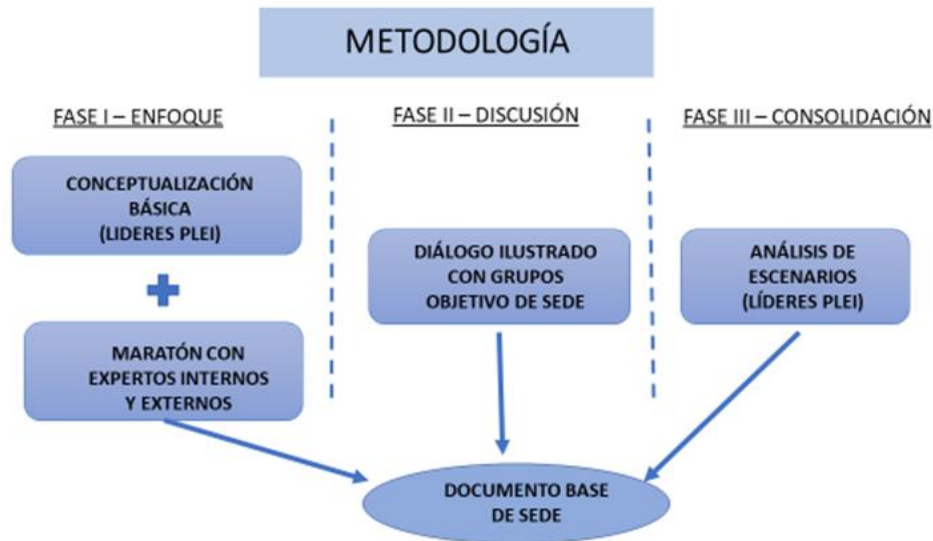 METODOLOGÍA
FASE I – ENFOQUE
CONCEPTUALIZACIÓN
BÁSICA
(LIDERES PLEI)
MARATÓN CON
EXPERTOS INTERNOS
Y EXTERNOS
FASE II – DISCUSIÓN
DIÁLOGO ILUSTRADO
CON GRUPOS
OBJETIVO DE SEDE
FASE III – CONSOLIDACIÓN
ANÁLISIS DE
ESCENARIOS
(LÍDERES PLEI)
DOCUMENTO BASE
DE SEDE